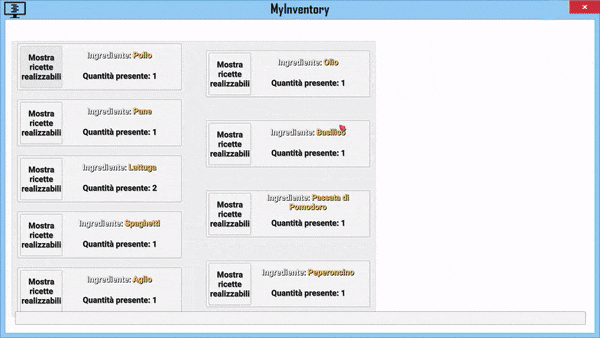 MyInventory
Mostra
ricette
realizzabili
Ingrediente: Pollo
Quantità presente: 1
Mostra
ricette
realizzabili
Ingrediente: Pane
Quantità presente: 1
Mostra
ricette
realizzabili
Ingrediente: Lattuga
Quantità presente: 2
Mostra
ricette
realizzabili
Ingrediente: Spaghetti
Quantità presente: 1
Mostra
ricette
realizzabili
Ingrediente: Aglio
Quantità presente: 1
Mostra
ricette
realizzabili
Ingrediente: Olio
Quantità presente: 1
Mostra
ricette
realizzabili
Ingrediente: Basilico
Quantità presente: 1
Mostra
ricette
realizzabili
Ingrediente: Passata di
Pomodoro
Quantità presente: 1
Mostra
ricette
realizzabili
Ingrediente: Peperoncino
Quantità presente: 1